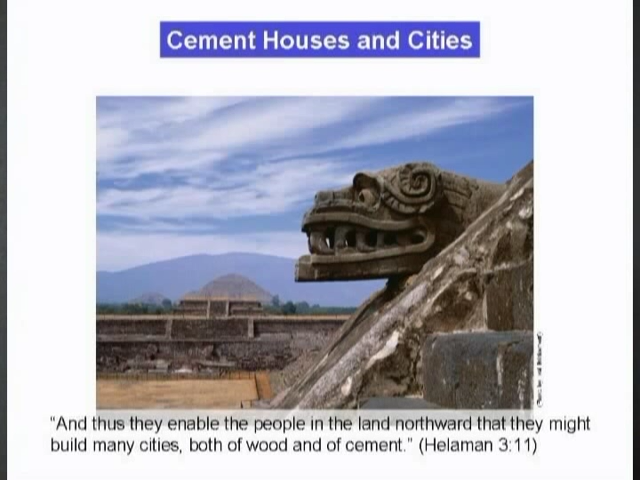 Cement Houses and Cities
"And thus they enable the people in the land northward that they might
build many cities, both of wood and of cement." (Helaman 3:11)